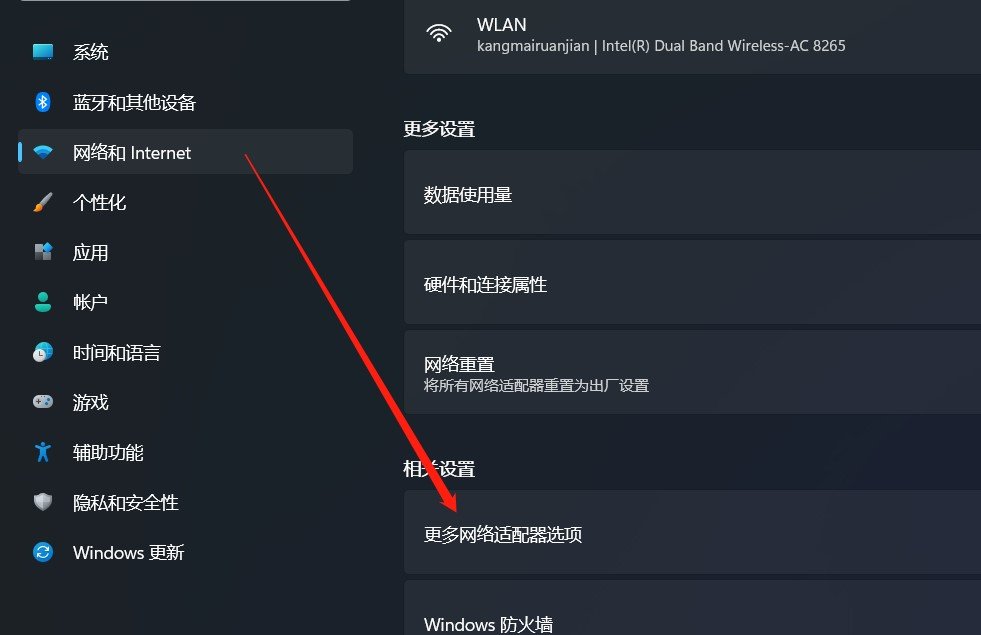 系统
蓝牙和其他设备
网络和 Internet
个性化
应用
帐户
时间和语言
游戏
辅助功能
隐私和安全性
Windows 更新
WLAN
kangmairuanjian | Intel(R) Dual Band Wireless-AC 8265
更多设置
数据使用量
硬件和连接属性
网络重置
将所有网络适配器重置为出厂设置
相关设置
更多网络适配器选项
Windows 防火墙